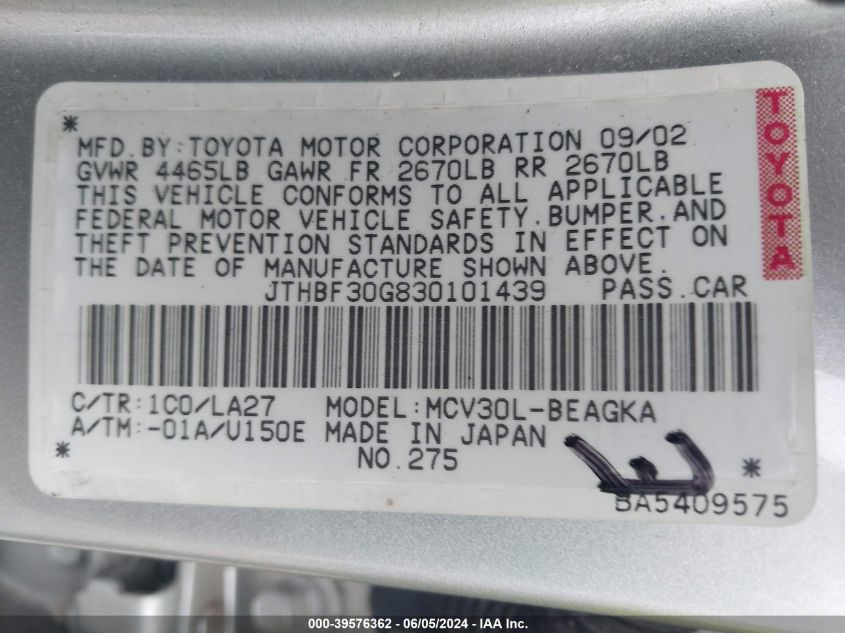 MFD.BY:TOYOTA MOTOR CORPORATION 09/02
GVWR 4465LB GAWR FR 2670LB RR 2670LB
THIS VEHICLE CONFORMS TO ALL APPLICABLE
FEDERAL MOTOR VEHICLE SAFETY.BUMPER.AND
THEFT PREVENTION STANDARDS IN EFFECT ON
THE DATE OF MANUFACTURE SHOWN ABOVE.
JTHBF30G830101439 PASS.CAR
C/TR:1C0/LA27 MODEL:MCV30L-BEAGKA
A/TM:-01A/U150E MADE IN JAPAN
NO.275
BA5409575
TOYOTA
000-39576362 - 06/05/2024 - IAA Inc.